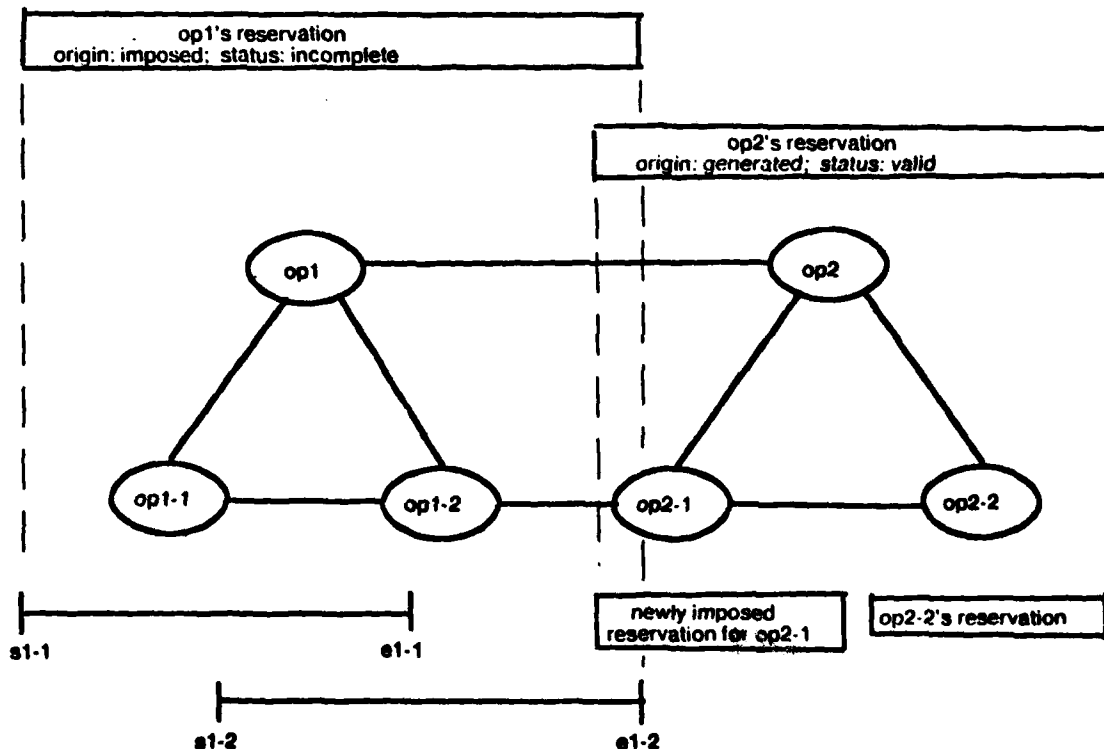 op1's reservation
origin: imposed; status: incomplete
op2's reservation
origin: generated; status: valid
op1
op2
op1-1
op1-2
op2-1
op2-2
newly imposed
reservation for op2-1
op2-2's reservation
s1-1
e1-1
s1-2
e1-2